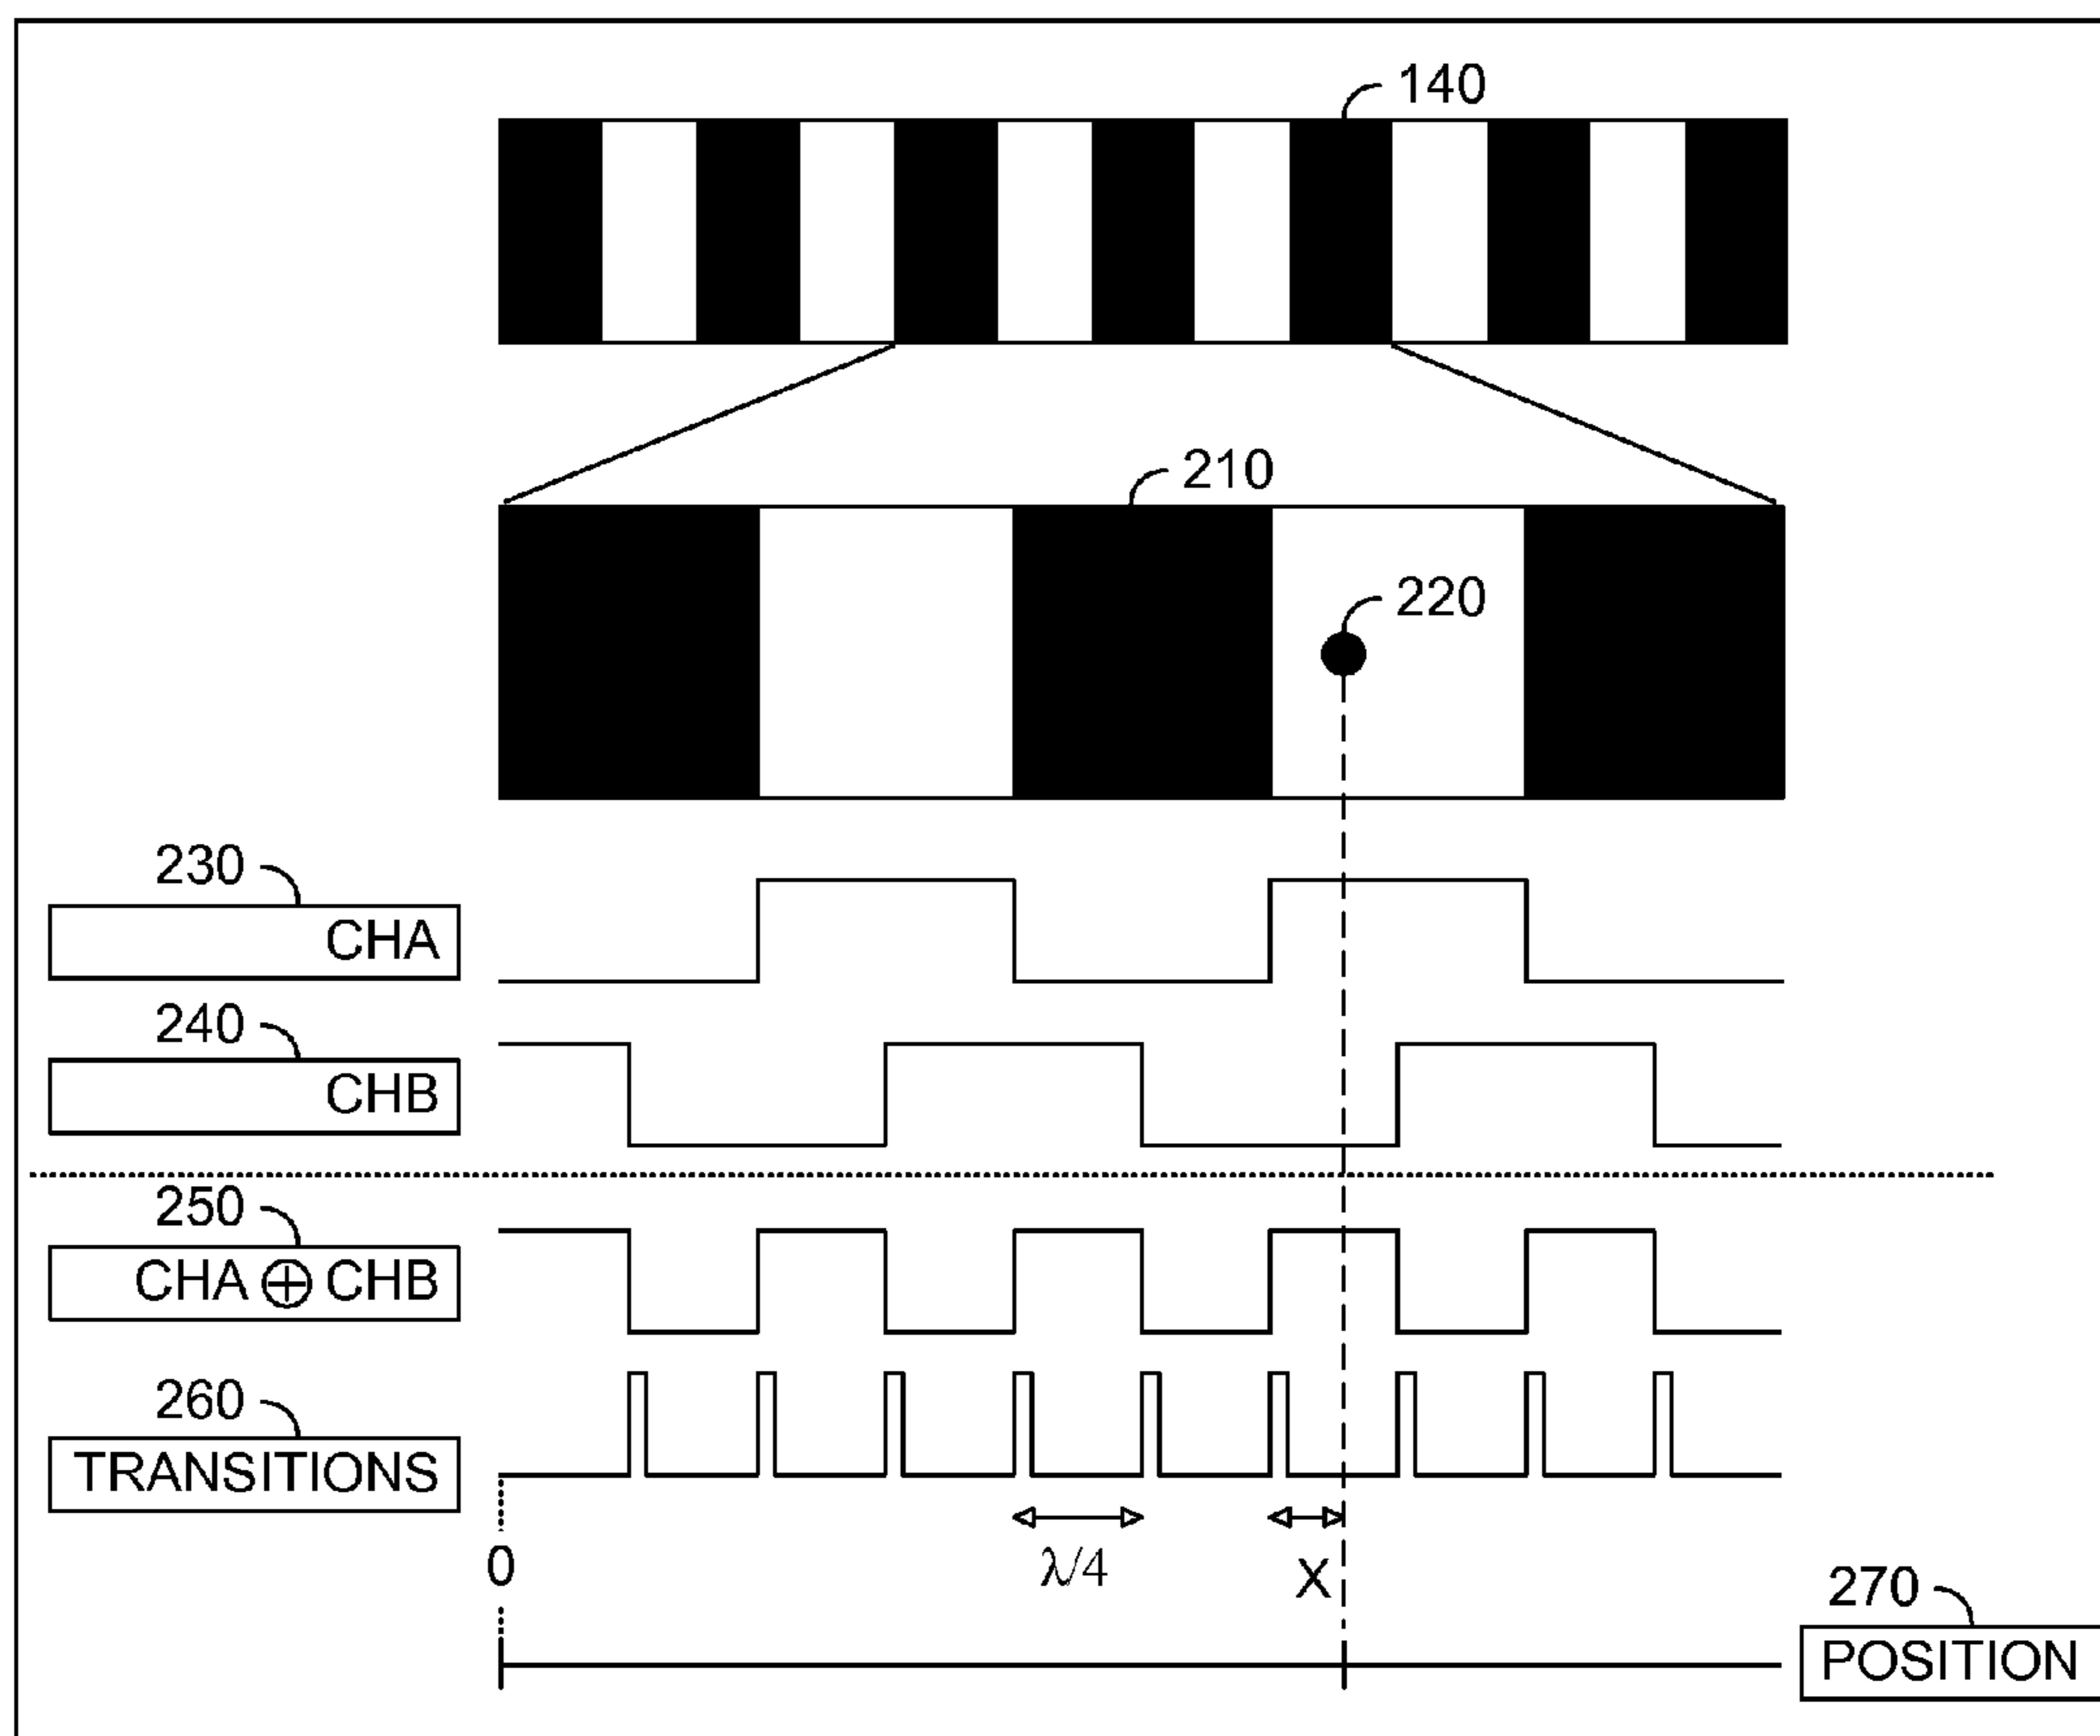 140
210
220
230
CHA
240
CHB
250
CHA ⊕ CHB
260
TRANSITIONS
0
λ/4
X
270
POSITION